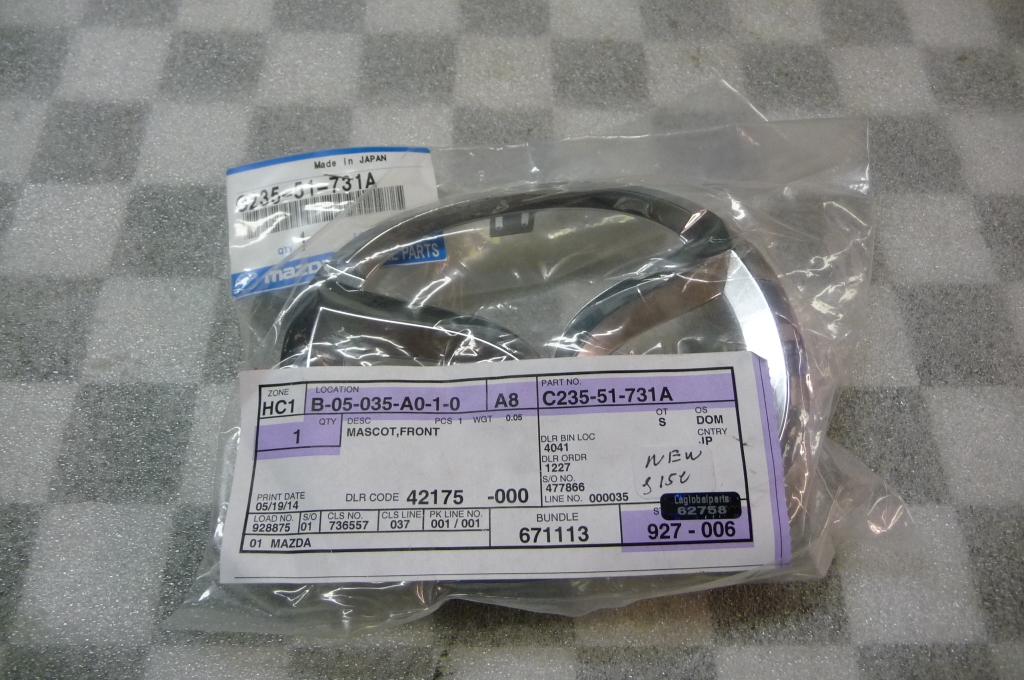 Made in JAPAN
C235-51-731A
QTY 1
mazda
PARTS
ZONE LOCATION PART NO.
HC1 B-05-035-A0-1-0 A8 C235-51-731A
QTY DESC PCS 1 WGT 0.05 OT OS
1 MASCOT,FRONT S DOM
CNTRY
JP
DLR BIN LOC
4041
DLR ORDR
1227
NEW
S/O NO.
477866
PRINT DATE DLR CODE 42175 -000 LINE NO. 000035
05/19/14
Laglobalparts
62758
LOAD NO. S/O CLS NO. CLS LINE PK LINE NO. BUNDLE
928875 01 736557 037 001 / 001 671113 927 - 006
01 MAZDA